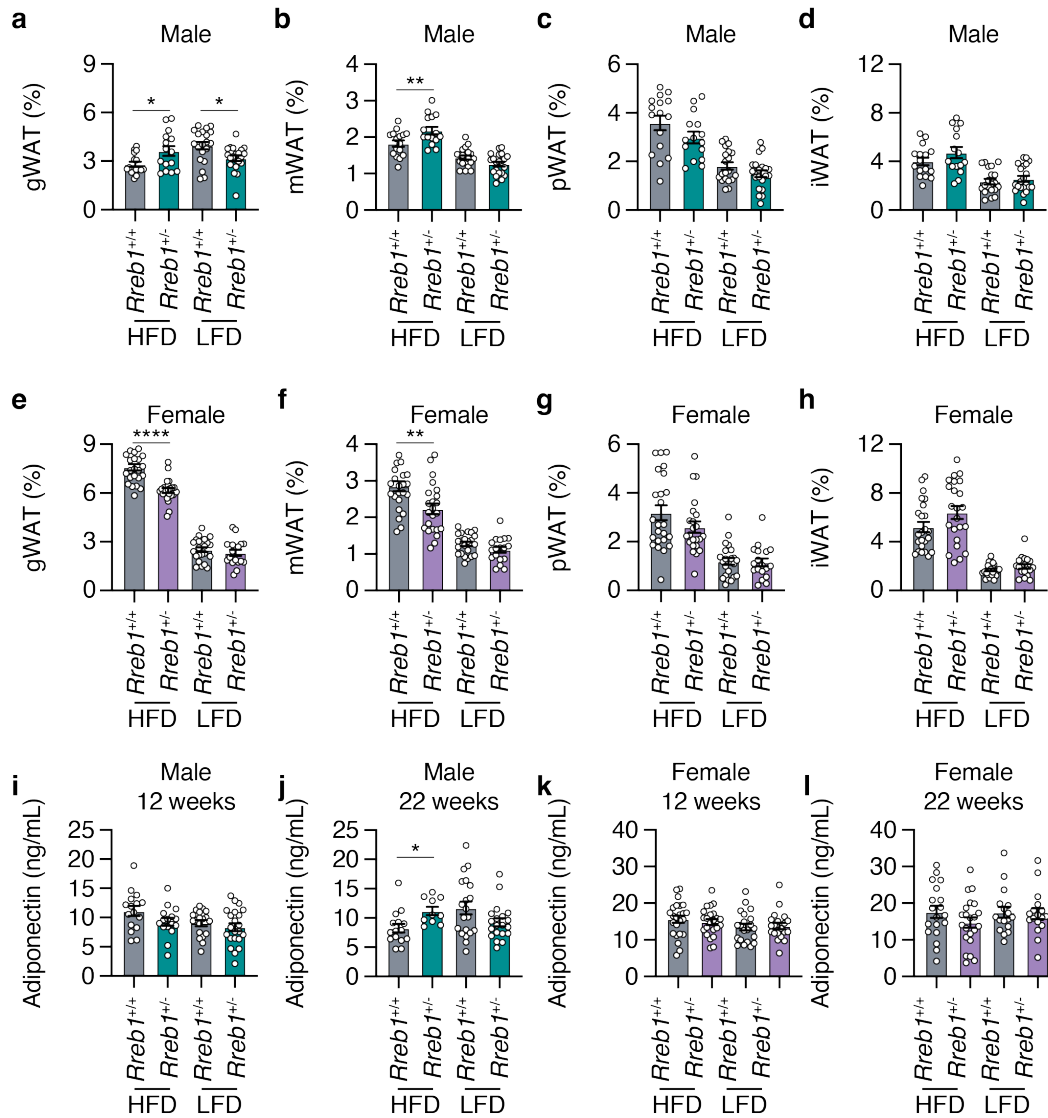 a
Male
gWAT (%)
9
6
3
0
*
*
Rreb1+/+
Rreb1+/-
Rreb1+/+
Rreb1+/-
HFD
LFD
b
Male
mWAT (%)
4
3
2
1
0
**
Rreb1+/+
Rreb1+/-
Rreb1+/+
Rreb1+/-
HFD
LFD
c
Male
pWAT (%)
6
4
2
0
Rreb1+/+
Rreb1+/-
Rreb1+/+
Rreb1+/-
HFD
LFD
d
Male
iWAT (%)
12
8
4
0
Rreb1+/+
Rreb1+/-
Rreb1+/+
Rreb1+/-
HFD
LFD
e
Female
gWAT (%)
9
6
3
0
****
Rreb1+/+
Rreb1+/-
Rreb1+/+
Rreb1+/-
HFD
LFD
f
Female
mWAT (%)
4
3
2
1
0
**
Rreb1+/+
Rreb1+/-
Rreb1+/+
Rreb1+/-
HFD
LFD
g
Female
pWAT (%)
6
4
2
0
Rreb1+/+
Rreb1+/-
Rreb1+/+
Rreb1+/-
HFD
LFD
h
Female
iWAT (%)
12
8
4
0
Rreb1+/+
Rreb1+/-
Rreb1+/+
Rreb1+/-
HFD
LFD
i
Male
12 weeks
Adiponectin (ng/mL)
25
20
15
10
5
0
Rreb1+/+
Rreb1+/-
Rreb1+/+
Rreb1+/-
HFD
LFD
j
Male
22 weeks
Adiponectin (ng/mL)
25
20
15
10
5
0
*
Rreb1+/+
Rreb1+/-
Rreb1+/+
Rreb1+/-
HFD
LFD
k
Female
12 weeks
Adiponectin (ng/mL)
40
30
20
10
0
Rreb1+/+
Rreb1+/-
Rreb1+/+
Rreb1+/-
HFD
LFD
l
Female
22 weeks
Adiponectin (ng/mL)
40
30
20
10
0
Rreb1+/+
Rreb1+/-
Rreb1+/+
Rreb1+/-
HFD
LFD